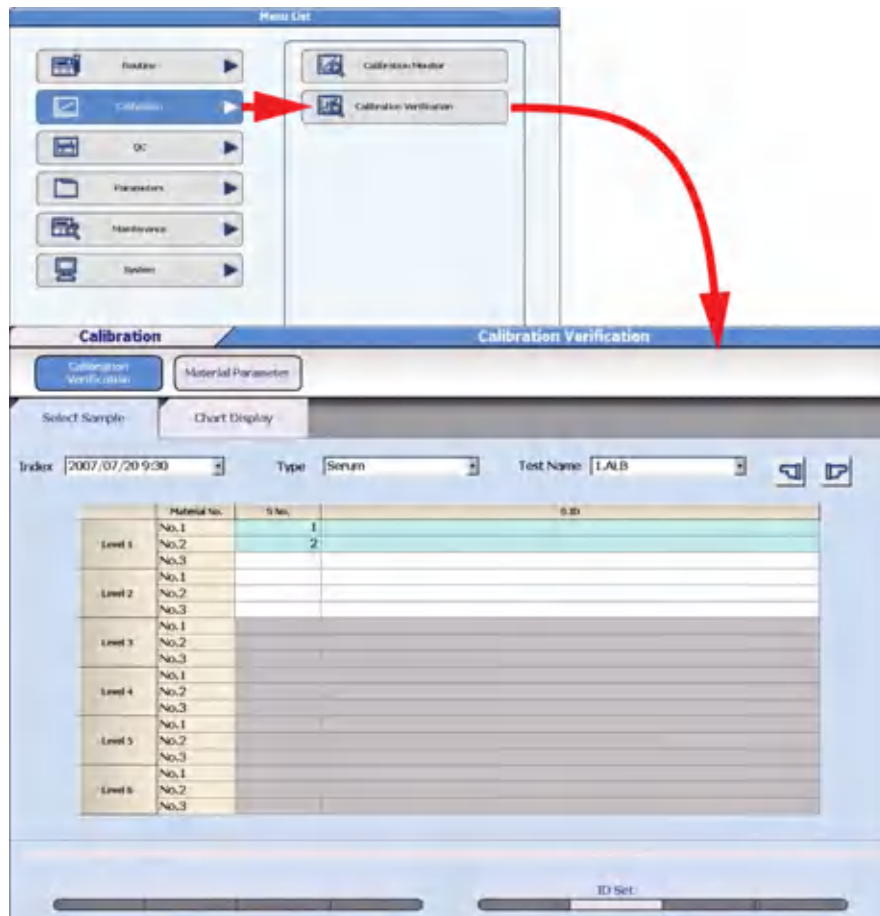 Menu List
Routine
Calibration Monitor
Calibration
Calibration Verification
QC
Parameters
Maintenance
System
Calibration
Calibration Verification
Calibration
Verification
Material Parameter
Select Sample
Chart Display
Index 2007/07/20 9:30 Type Serum Test Name 1.ALB
Material No. S No. S.ID
Level 1
No.1 1
No.2 2
No.3
Level 2
No.1
No.2
No.3
Level 3
No.1
No.2
No.3
Level 4
No.1
No.2
No.3
Level 5
No.1
No.2
No.3
Level 6
No.1
No.2
No.3
ID Set